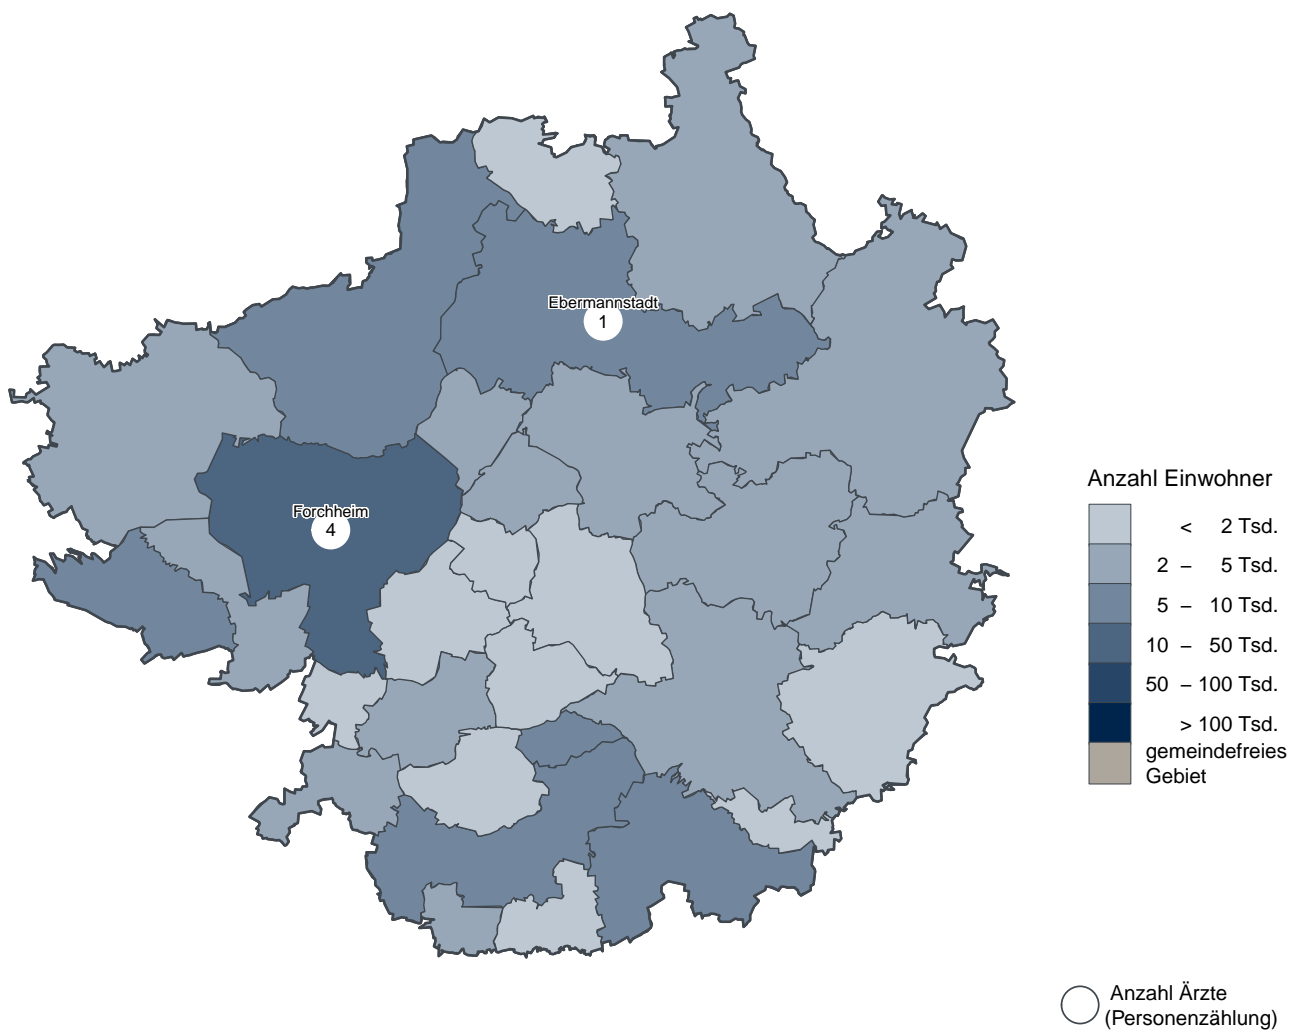 Ebermannstadt
1
Forchheim
4
Anzahl Einwohner
< 2 Tsd.
2 – 5 Tsd.
5 – 10 Tsd.
10 – 50 Tsd.
50 – 100 Tsd.
> 100 Tsd.
gemeindefreies
Gebiet
Anzahl Ärzte
(Personenzählung)